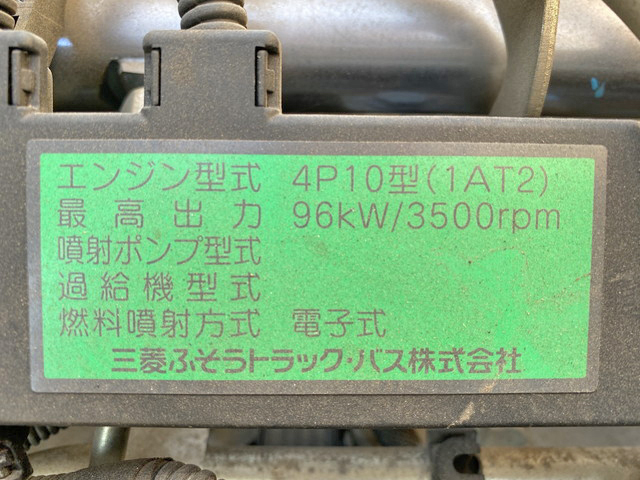 エンジン型式 4P10型(1AT2)
最高出力 96kW/3500rpm
噴射ポンプ型式
過給機型式
燃料噴射方式 電子式
三菱ふそうトラック・バス株式会社